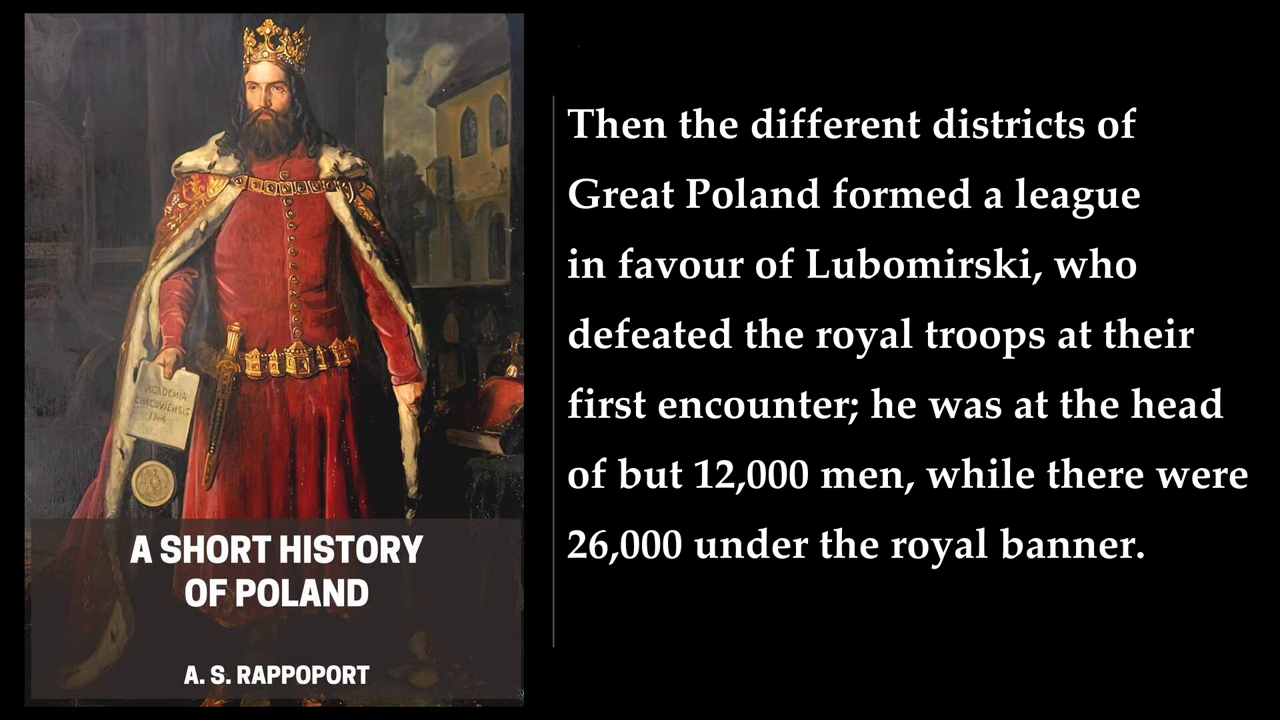 ACADEMIA
A SHORT HISTORY
OF POLAND
A. S. RAPPOPORT
Then the different districts of
Great Poland formed a league
in favour of Lubomirski, who
defeated the royal troops at their
first encounter; he was at the head
of but 12,000 men, while there were
26,000 under the royal banner.